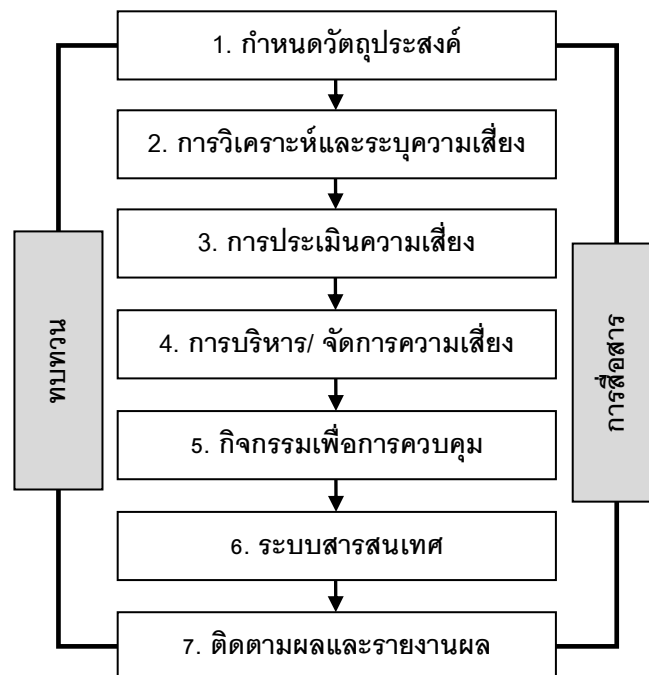 1. กำหนดวัตถุประสงค์
2. การวิเคราะห์และระบุความเสี่ยง
3. การประเมินความเสี่ยง
4. การบริหาร/ จัดการความเสี่ยง
5. กิจกรรมเพื่อการควบคุม
6. ระบบสารสนเทศ
7. ติดตามผลและรายงานผล
ทบทวน
การสื่อสาร